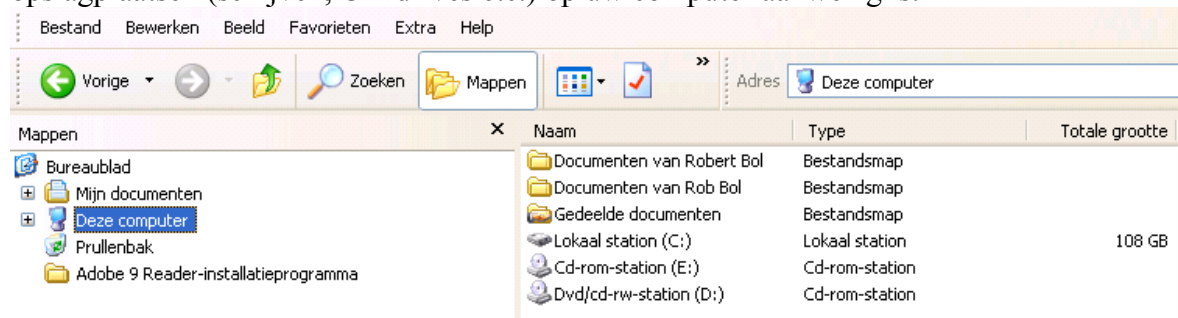 Bestand Bewerken Beeld Favorieten Extra Help
Vorige Zoeken Mappen » Adres Deze computer
Mappen × Naam Type Totale grootte
Bureaublad
Mijn documenten
Deze computer
Prullenbak
Adobe 9 Reader-installatieprogramma
Documenten van Robert Bol Bestandsmap
Documenten van Rob Bol Bestandsmap
Gedeelde documenten Bestandsmap
Lokaal station (C:) Lokaal station 108 GB
Cd-rom-station (E:) Cd-rom-station
Dvd/cd-rw-station (D:) Cd-rom-station